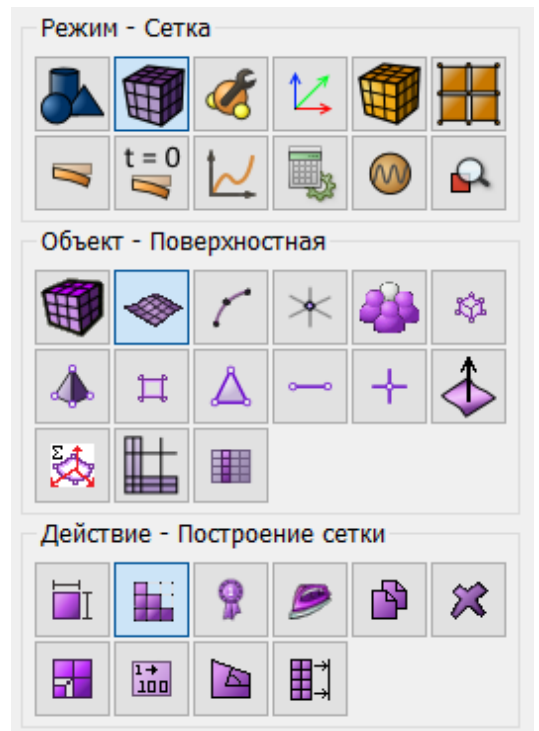 Режим - Сетка
t = 0
Объект - Поверхностная
Σ
Действие - Построение сетки
1→
100